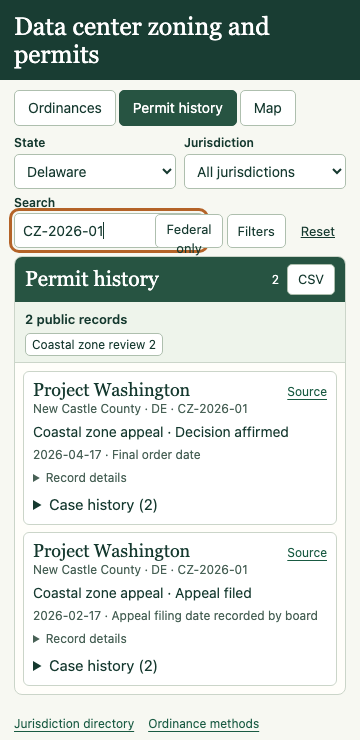 Data center zoning and
permits
Ordinances
Permit history
Map
State
Jurisdiction
Delaware
All jurisdictions
Search
CZ-2026-01
Federal
only
Filters
Reset
Permit history
2
CSV
2 public records
Coastal zone review 2
Project Washington
Source
New Castle County · DE · CZ-2026-01
Coastal zone appeal · Decision affirmed
2026-04-17 · Final order date
Record details
Case history (2)
Project Washington
Source
New Castle County · DE · CZ-2026-01
Coastal zone appeal · Appeal filed
2026-02-17 · Appeal filing date recorded by board
Record details
Case history (2)
Jurisdiction directory
Ordinance methods